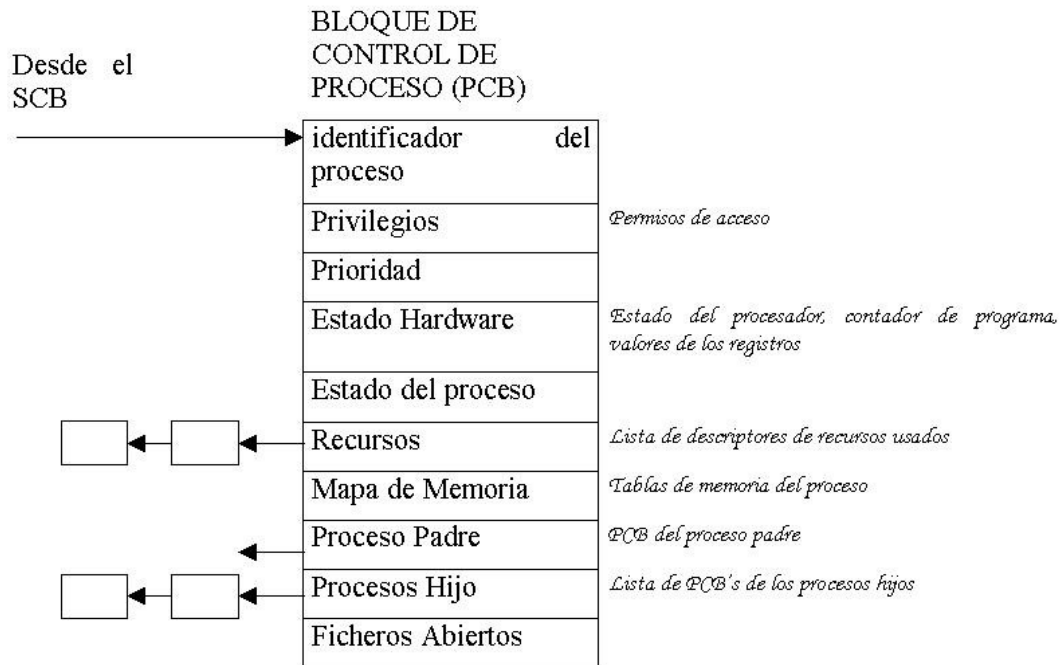 BLOQUE DE
CONTROL DE
PROCESO (PCB)
Desde el
SCB
identificador del
proceso
Privilegios
Permisos de acceso
Prioridad
Estado Hardware
Estado del procesador, contador de programa,
valores de los registros
Estado del proceso
Recursos
Lista de descriptores de recursos usados
Mapa de Memoria
Tablas de memoria del proceso
Proceso Padre
PCB del proceso padre
Procesos Hijo
Lista de PCB's de los procesos hijos
Ficheros Abiertos